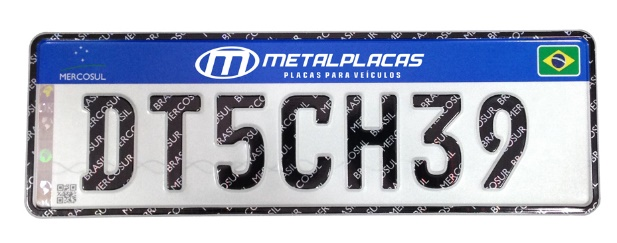 METALPLACAS
PLACAS PARA VEÍCULOS
MERCOSUL
DT5CH39